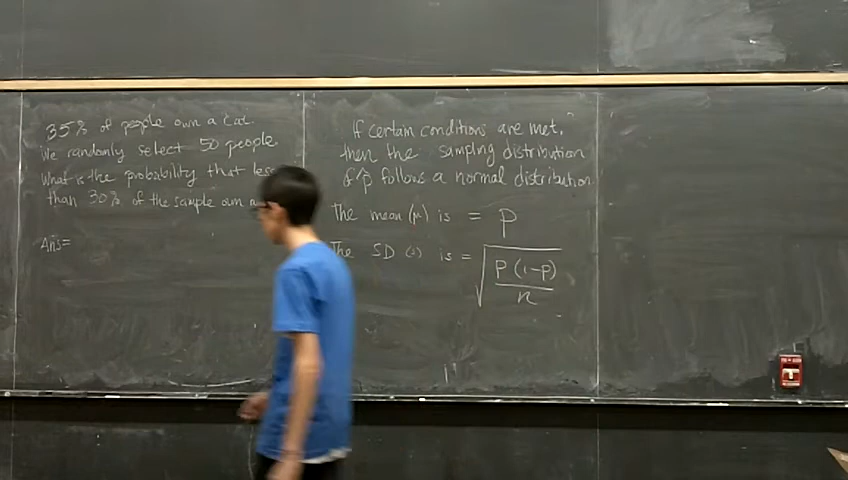 35% of people own a cat.
We randomly select 50 people.
What is the probability that less
than 30% of the sample own
Ans=
If certain conditions are met,
then the sampling distribution
of p̂ follows a normal distribution.
The mean (μ) is = P
The SD (s) is = √(P(1-P)/n)